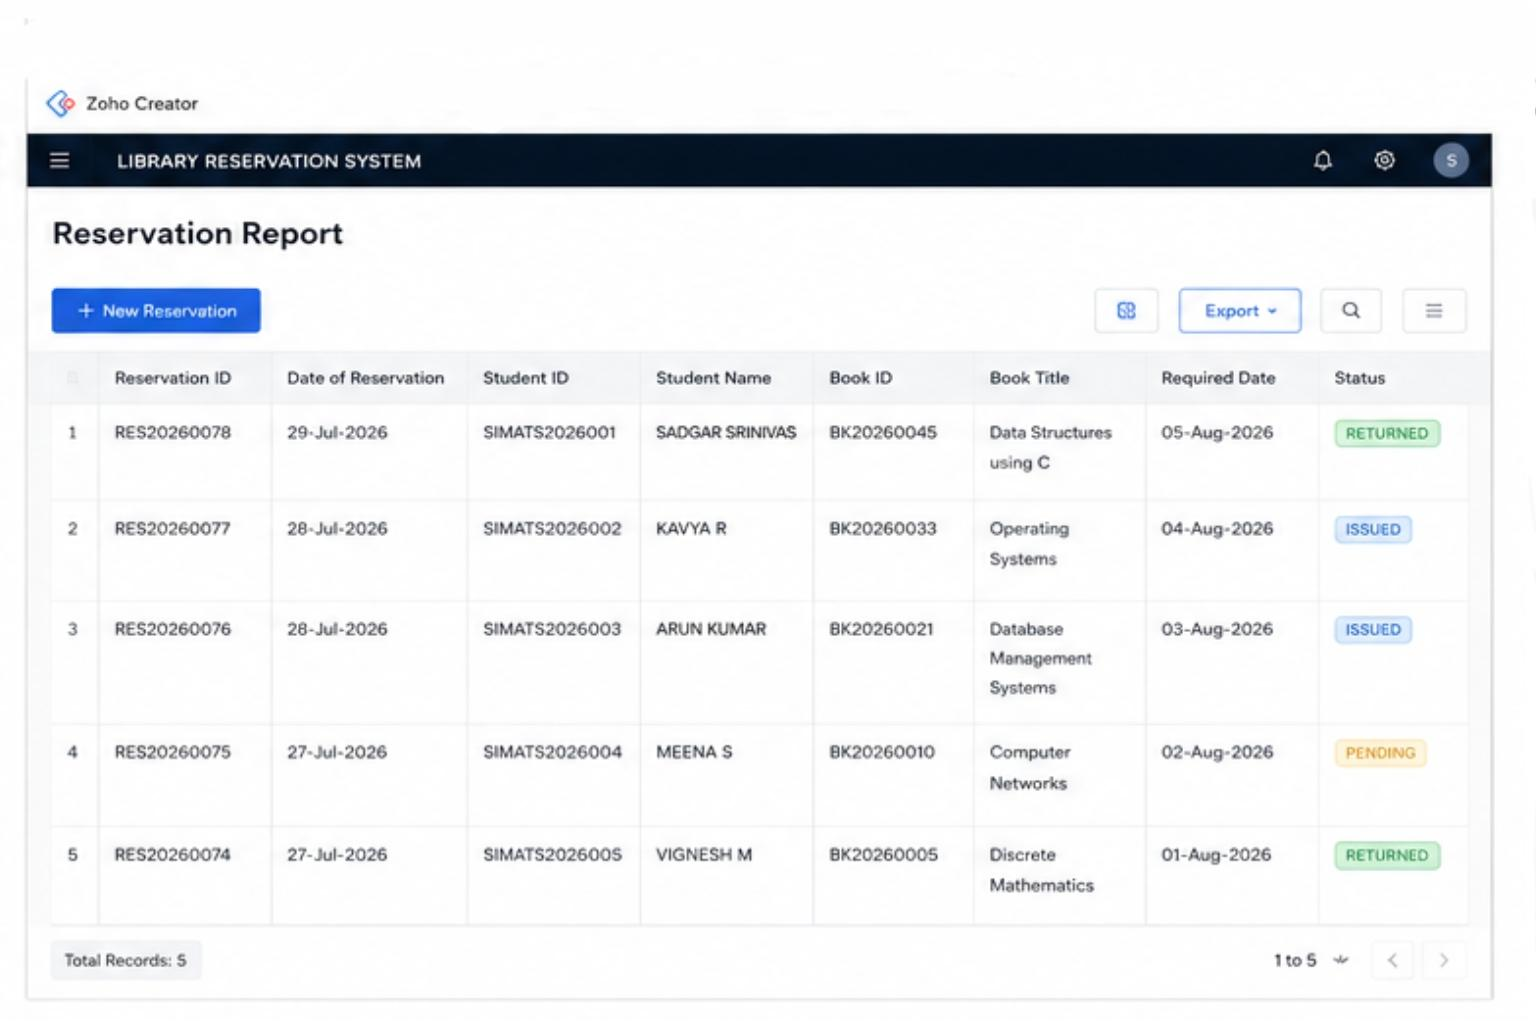 Zoho Creator
LIBRARY RESERVATION SYSTEM
S
Reservation Report
+ New Reservation
Export
Reservation ID Date of Reservation Student ID Student Name Book ID Book Title Required Date Status
1 RES20260078 29-Jul-2026 SIMATS2026001 SADGAR SRINIVAS BK20260045 Data Structures 05-Aug-2026 RETURNED
using C
2 RES20260077 28-Jul-2026 SIMATS2026002 KAVYA R BK20260033 Operating 04-Aug-2026 ISSUED
Systems
3 RES20260076 28-Jul-2026 SIMATS2026003 ARUN KUMAR BK20260021 Database 03-Aug-2026 ISSUED
Management
Systems
4 RES20260075 27-Jul-2026 SIMATS2026004 MEENA S BK20260010 Computer 02-Aug-2026 PENDING
Networks
5 RES20260074 27-Jul-2026 SIMATS2026005 VIGNESH M BK20260005 Discrete 01-Aug-2026 RETURNED
Mathematics
Total Records: 5
1 to 5